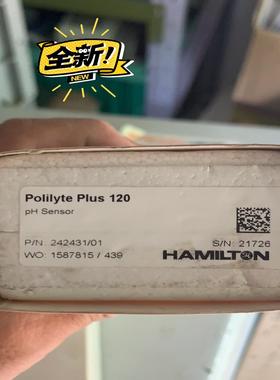 全新!
NEW
Polilyte Plus 120
pH Sensor
P/N: 242431/01
S/N: 21726
WO: 1587815 / 439
HAMILTON